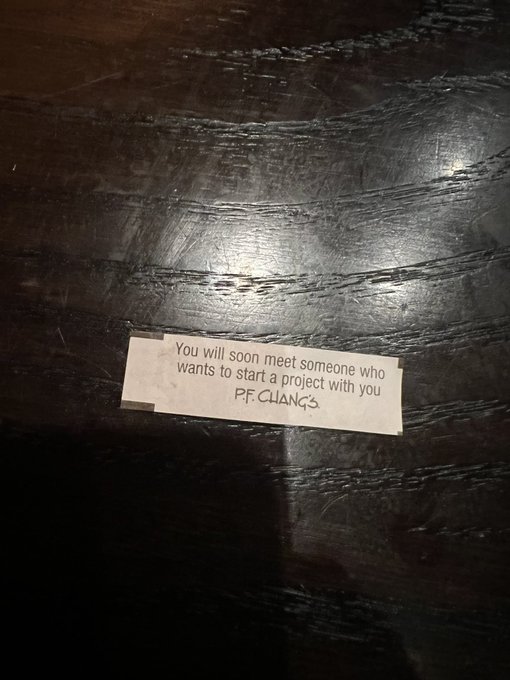 You will soon meet someone who
wants to start a project with you
P.F. CHANG'S